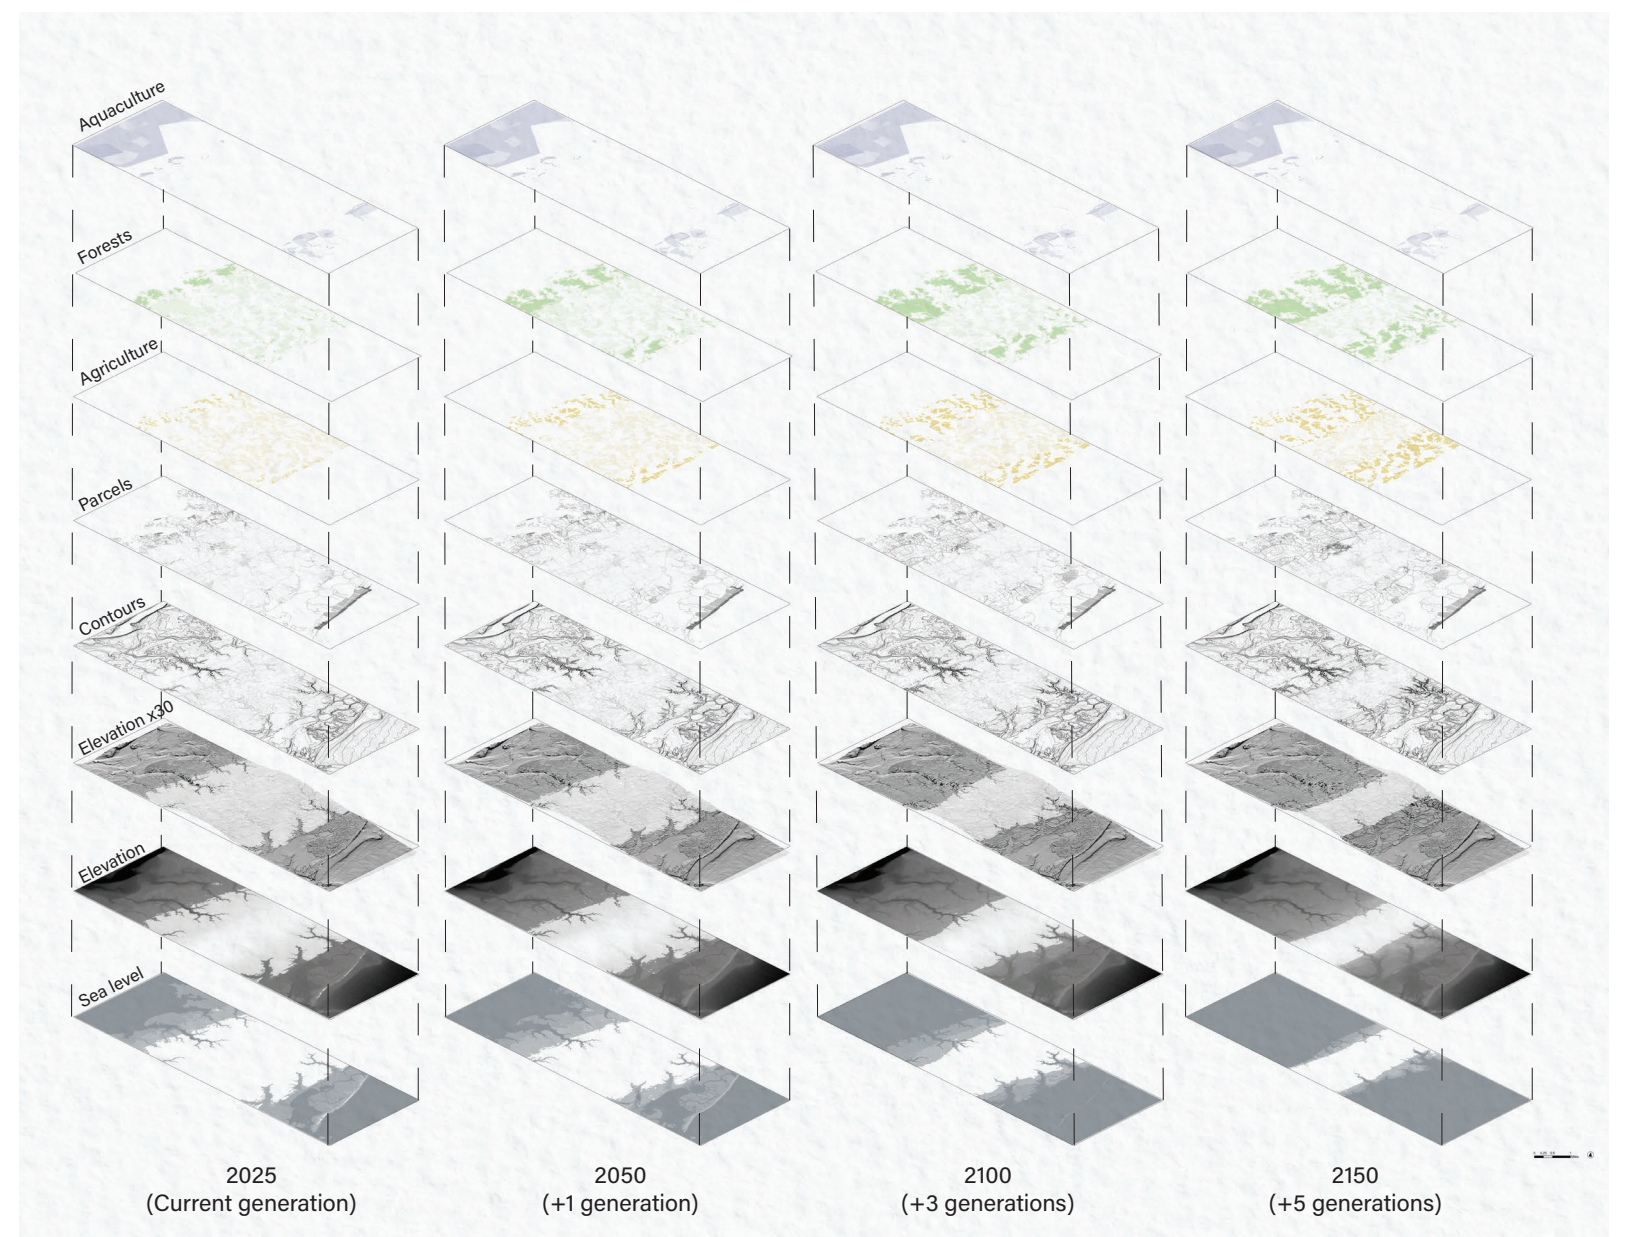 Aquaculture
Forests
Agriculture
Parcels
Contours
Elevation x30
Elevation
Sea level
2025
(Current generation)
2050
(+1 generation)
2100
(+3 generations)
2150
(+5 generations)